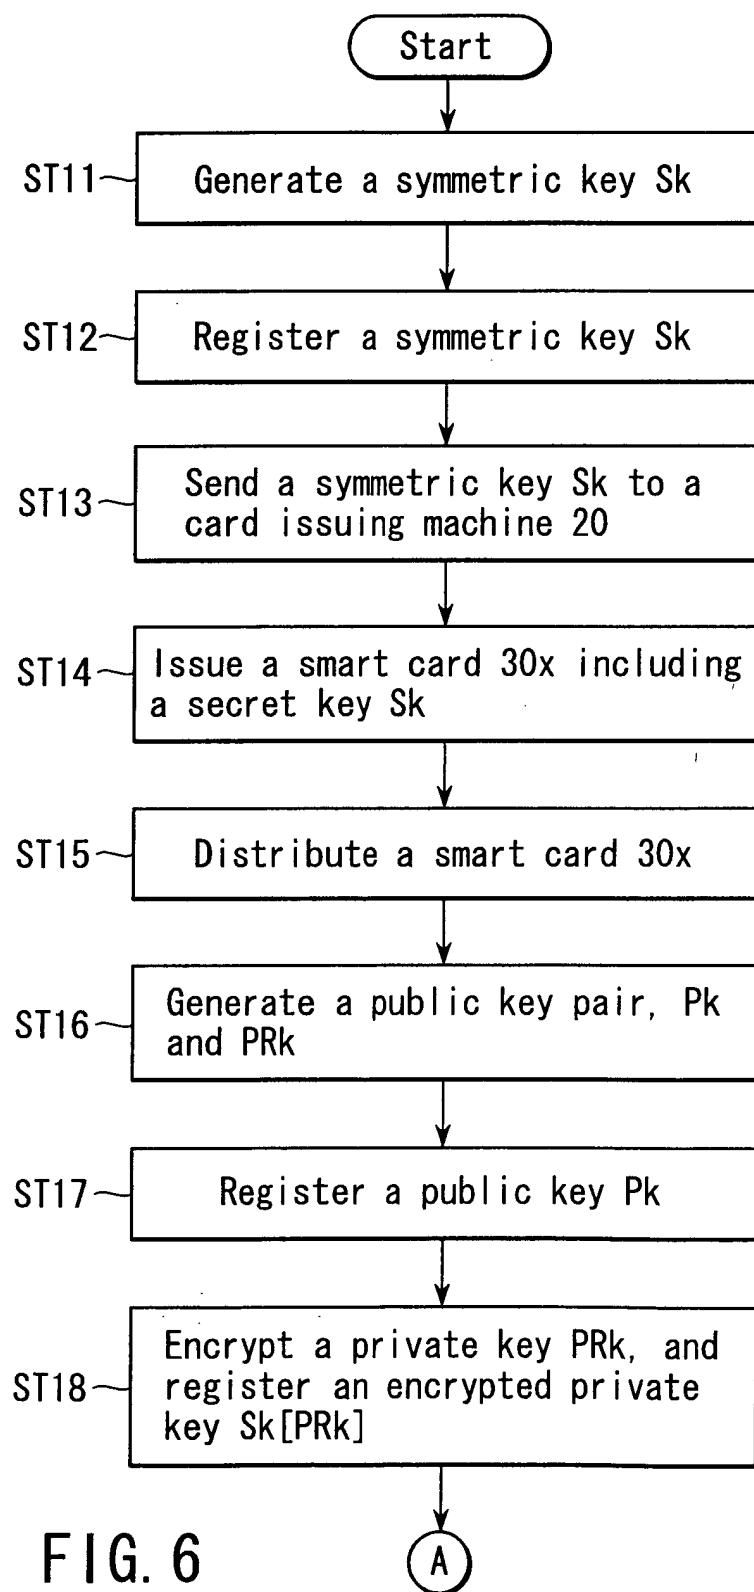 Start
ST11
Generate a symmetric key Sk
ST12
Register a symmetric key Sk
ST13
Send a symmetric key Sk to a
card issuing machine 20
ST14
Issue a smart card 30x including
a secret key Sk
ST15
Distribute a smart card 30x
ST16
Generate a public key pair, Pk
and PRk
ST17
Register a public key Pk
ST18
Encrypt a private key PRk, and
register an encrypted private
key Sk[PRk]
A
FIG. 6